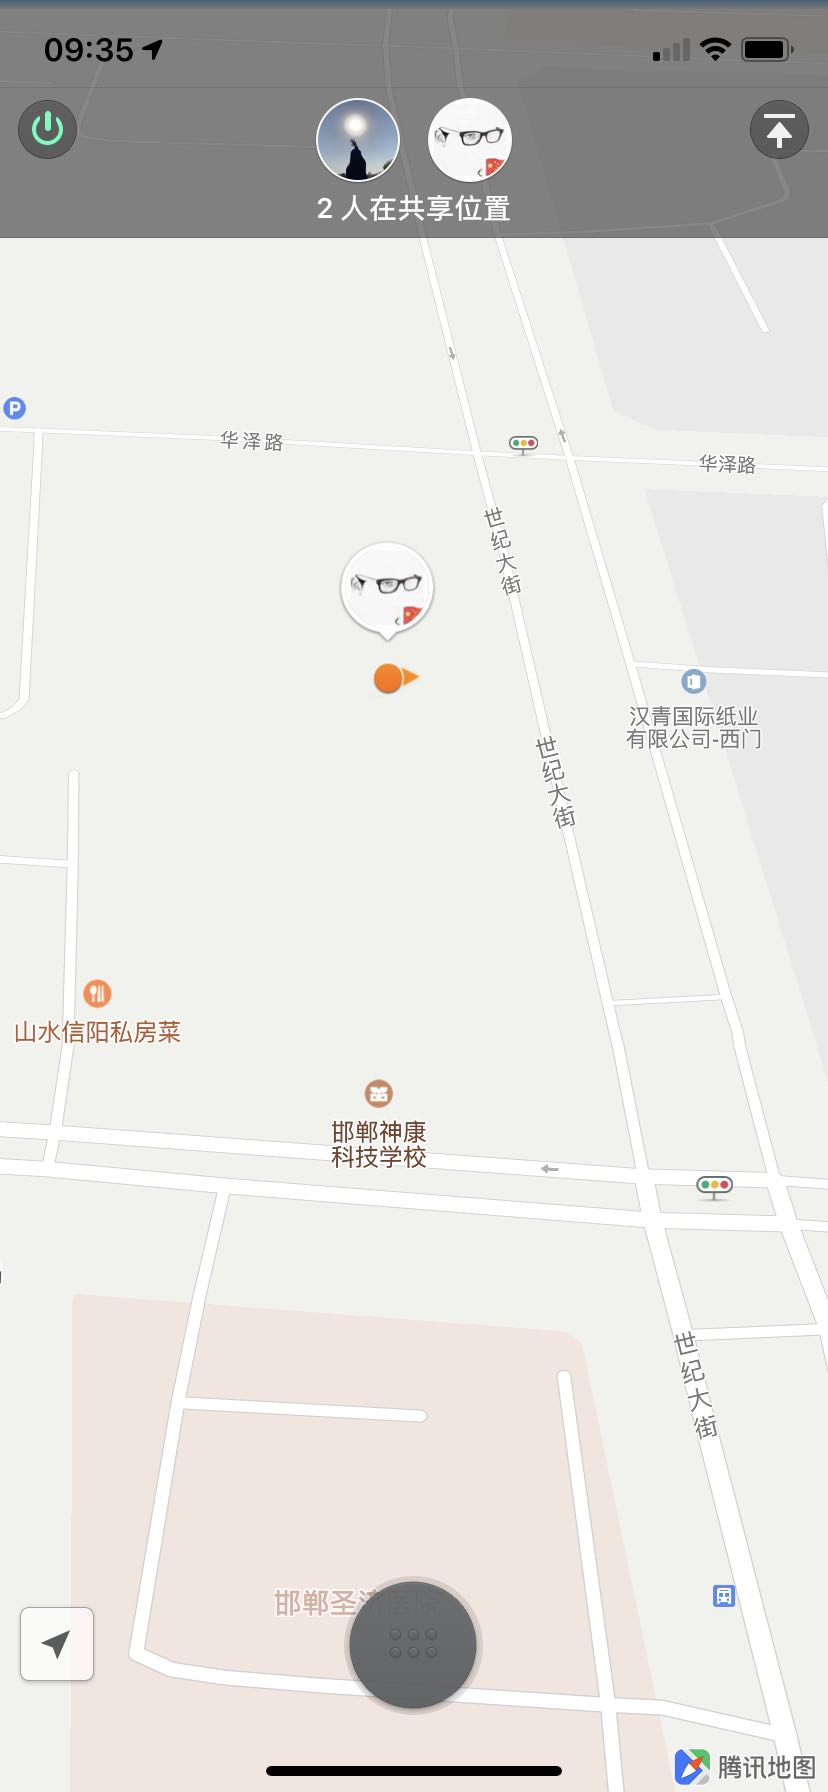 09:35
2 人在共享位置
P
华泽路
华泽路
世纪大街
汉青国际纸业
有限公司-西门
世纪大街
山水信阳私房菜
邯郸神康
科技学校
世纪大街
邯郸圣济医院
腾讯地图